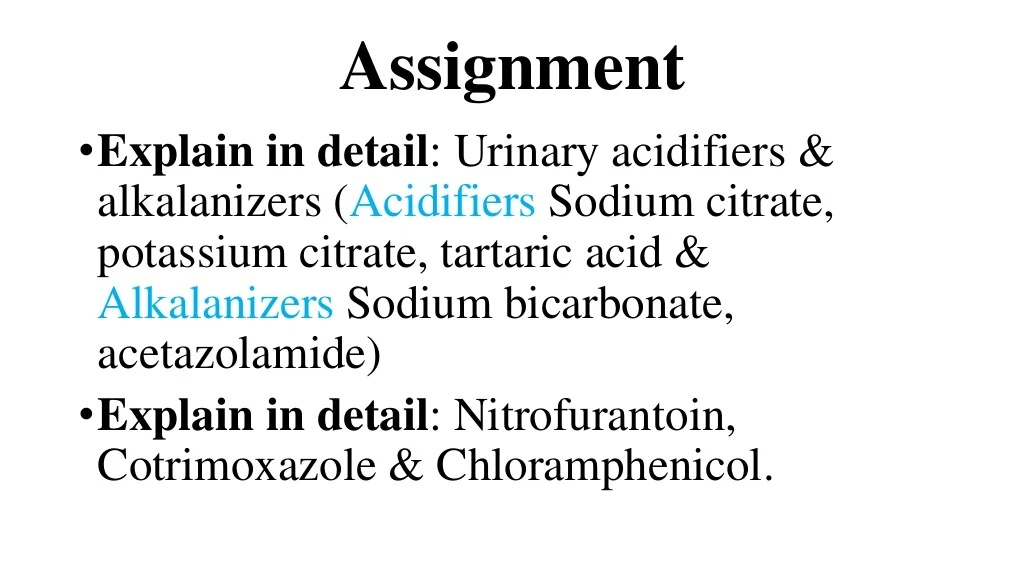 Assignment
•Explain in detail: Urinary acidifiers &
alkalanizers (Acidifiers Sodium citrate,
potassium citrate, tartaric acid &
Alkalanizers Sodium bicarbonate,
acetazolamide)
•Explain in detail: Nitrofurantoin,
Cotrimoxazole & Chloramphenicol.